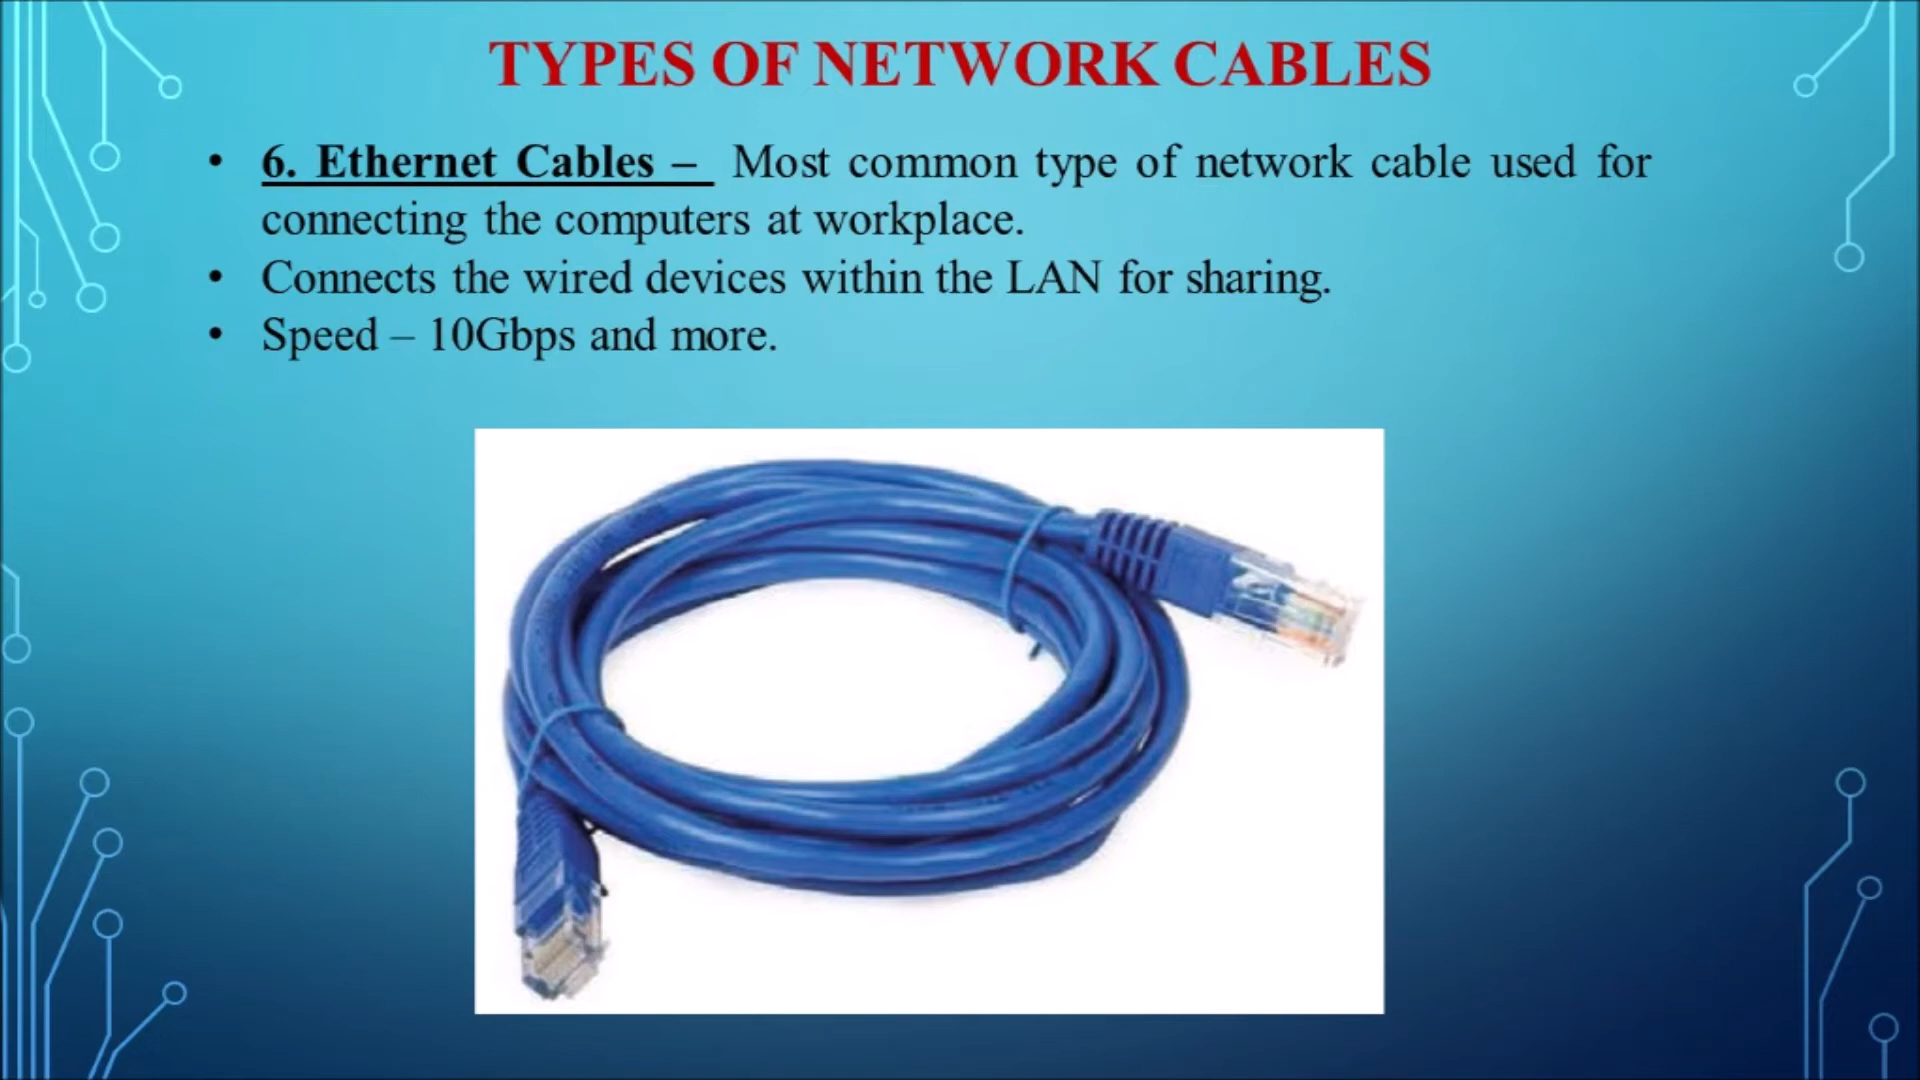 TYPES OF NETWORK CABLES
• 6. Ethernet Cables – Most common type of network cable used for
connecting the computers at workplace.
• Connects the wired devices within the LAN for sharing.
• Speed – 10Gbps and more.